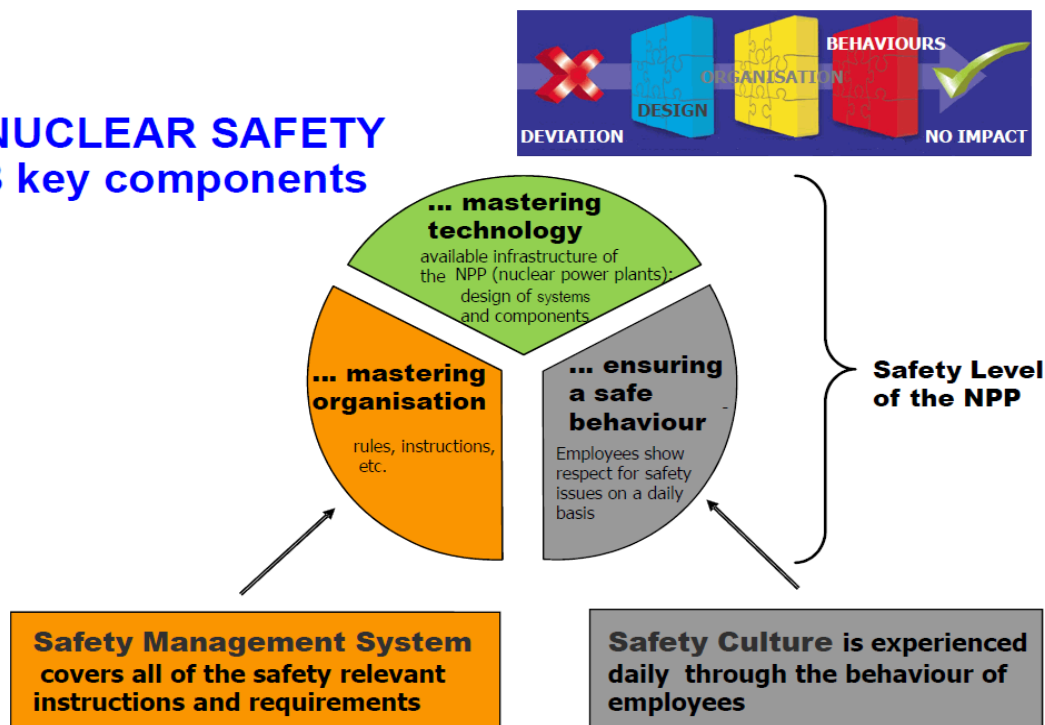 BEHAVIOURS
ORGANISATION
DESIGN
DEVIATION
NO IMPACT
NUCLEAR SAFETY
3 key components
... mastering
technology
available infrastructure of
the NPP (nuclear power plants);
design of systems
and components
... mastering
organisation
rules, instructions,
etc.
... ensuring
a safe
behaviour
Employees show
respect for safety
issues on a daily
basis
Safety Level
of the NPP
Safety Management System
covers all of the safety relevant
instructions and requirements
Safety Culture is experienced
daily through the behaviour of
employees